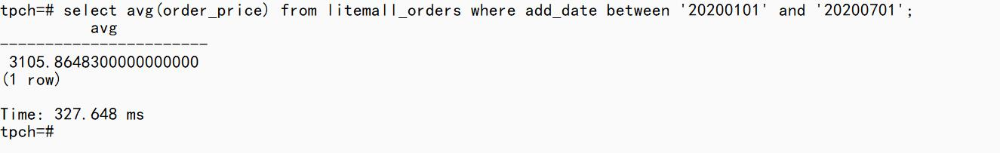 tpch=# select avg(order_price) from litemall_orders where add_date between '20200101' and '20200701';
avg
-----------------------
3105.8648300000000000
(1 row)
Time: 327.648 ms
tpch=#